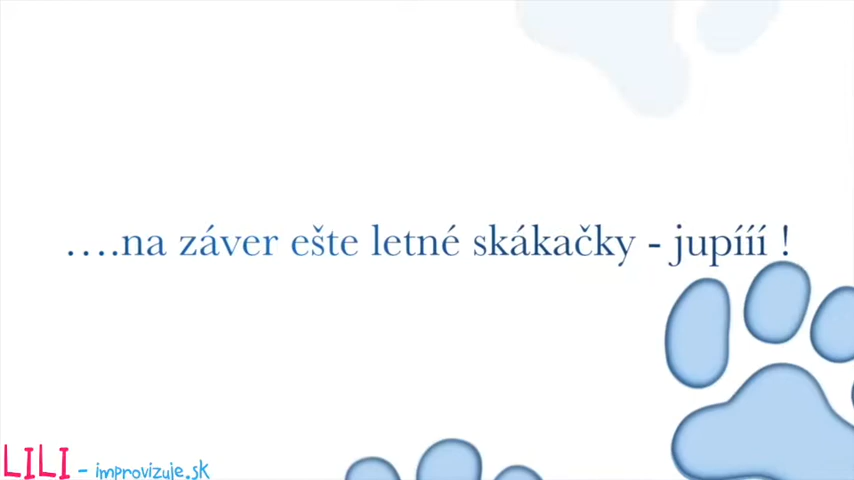 ….na záver ešte letné skákačky - jupííí !
LILI - improvizuje.sk